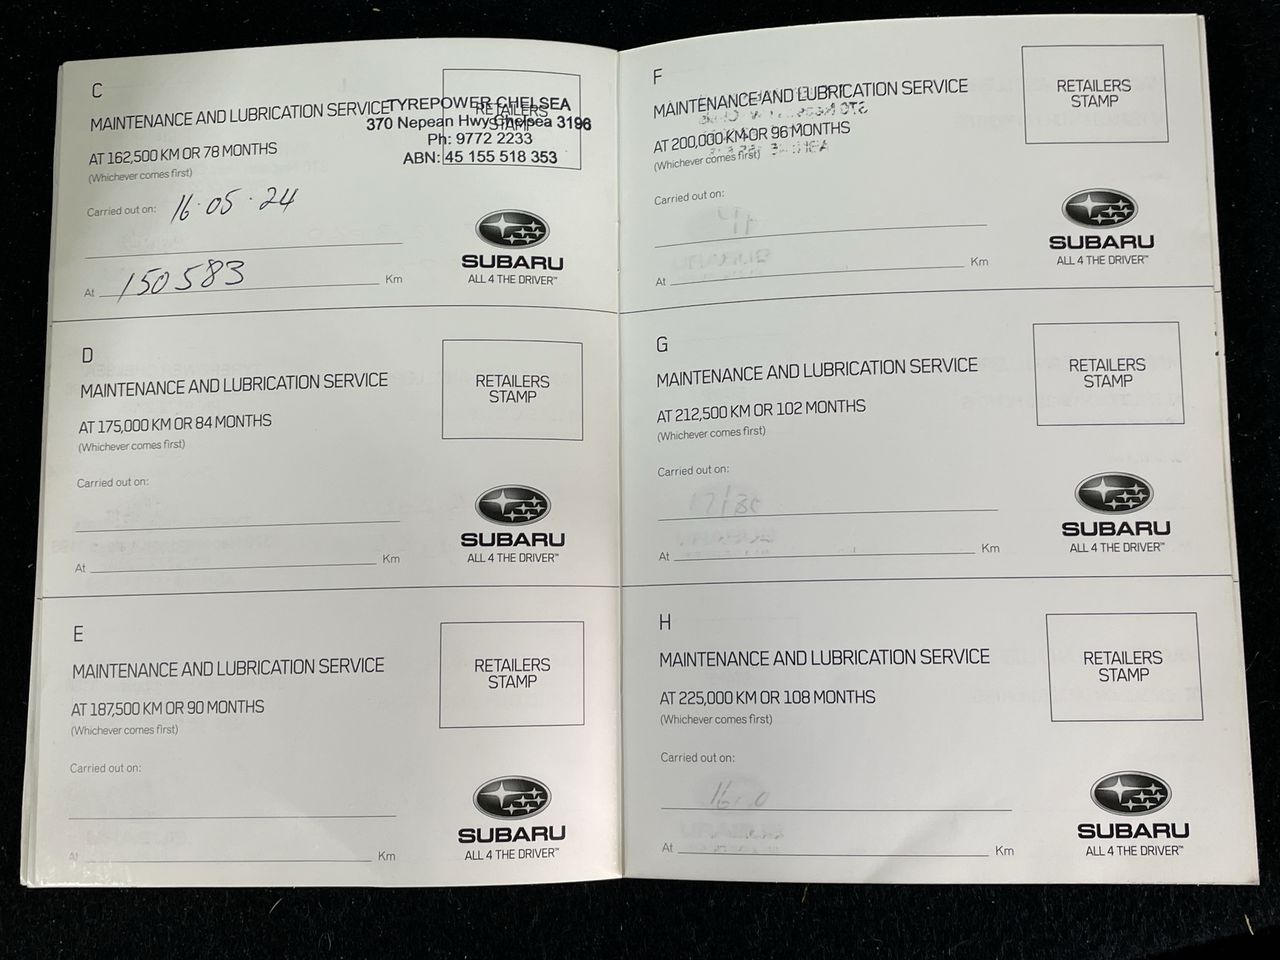 C
MAINTENANCE AND LUBRICATION SERVICE
AT 162,500 KM OR 78 MONTHS
(Whichever comes first)
RETAILERS
STAMP
TYREPOWER CHELSEA
370 Nepean Hwy Chelsea 3196
Ph: 9772 2233
ABN: 45 155 518 353
Carried out on: 16.05.24
At 150583 Km
SUBARU
ALL 4 THE DRIVER™
D
MAINTENANCE AND LUBRICATION SERVICE
AT 175,000 KM OR 84 MONTHS
(Whichever comes first)
RETAILERS
STAMP
Carried out on:
At Km
SUBARU
ALL 4 THE DRIVER™
E
MAINTENANCE AND LUBRICATION SERVICE
AT 187,500 KM OR 90 MONTHS
(Whichever comes first)
RETAILERS
STAMP
Carried out on:
At Km
SUBARU
ALL 4 THE DRIVER™
F
MAINTENANCE AND LUBRICATION SERVICE
AT 200,000 KM OR 96 MONTHS
(Whichever comes first)
RETAILERS
STAMP
Carried out on:
At Km
SUBARU
ALL 4 THE DRIVER™
G
MAINTENANCE AND LUBRICATION SERVICE
AT 212,500 KM OR 102 MONTHS
(Whichever comes first)
RETAILERS
STAMP
Carried out on:
At Km
SUBARU
ALL 4 THE DRIVER™
H
MAINTENANCE AND LUBRICATION SERVICE
AT 225,000 KM OR 108 MONTHS
(Whichever comes first)
RETAILERS
STAMP
Carried out on:
At Km
SUBARU
ALL 4 THE DRIVER™